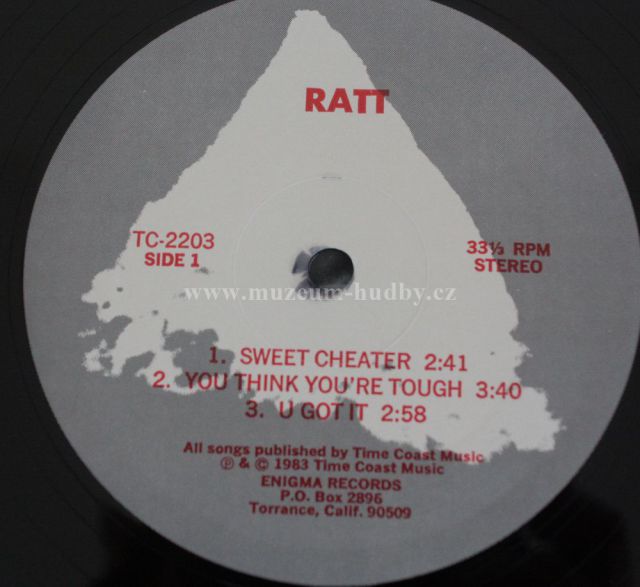 RATT
TC-2203
SIDE 1
33⅓ RPM
STEREO
www.muzeum-hudby.cz
1. SWEET CHEATER 2:41
2. YOU THINK YOU'RE TOUGH 3:40
3. U GOT IT 2:58
All songs published by Time Coast Music
℗ & © 1983 Time Coast Music
ENIGMA RECORDS
P.O. Box 2896
Torrance, Calif. 90509